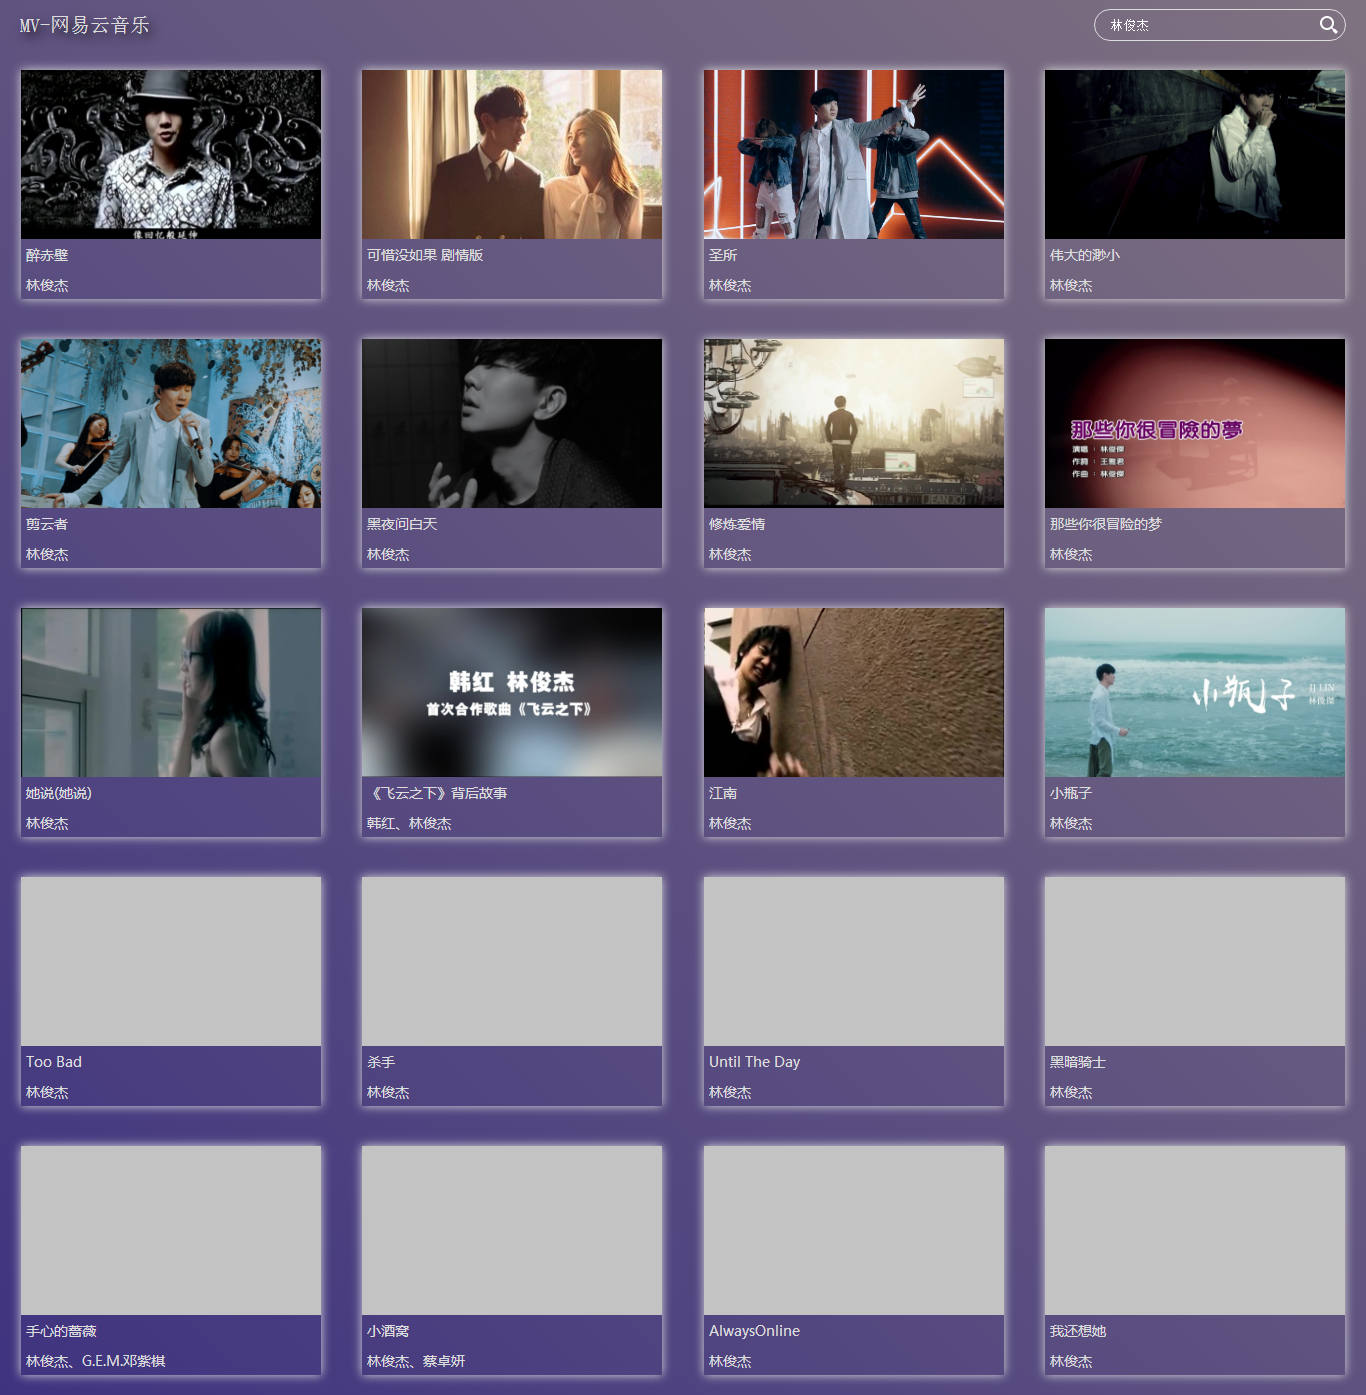 MV-网易云音乐
林俊杰
像回忆般延伸
醉赤壁
林俊杰
可惜没如果 剧情版
林俊杰
圣所
林俊杰
伟大的渺小
林俊杰
剪云者
林俊杰
黑夜问白天
林俊杰
修炼爱情
林俊杰
那些你很冒險的夢
演唱 : 林俊傑
作詞 : 王雅君
作曲 : 林俊傑
那些你很冒险的梦
林俊杰
她说(她说)
林俊杰
韩红 林俊杰
首次合作歌曲《飞云之下》
《飞云之下》背后故事
韩红、林俊杰
江南
林俊杰
小瓶子
JJ LIN
林俊傑
小瓶子
林俊杰
Too Bad
林俊杰
杀手
林俊杰
Until The Day
林俊杰
黑暗骑士
林俊杰
手心的蔷薇
林俊杰、G.E.M.邓紫棋
小酒窝
林俊杰、蔡卓妍
AlwaysOnline
林俊杰
我还想她
林俊杰